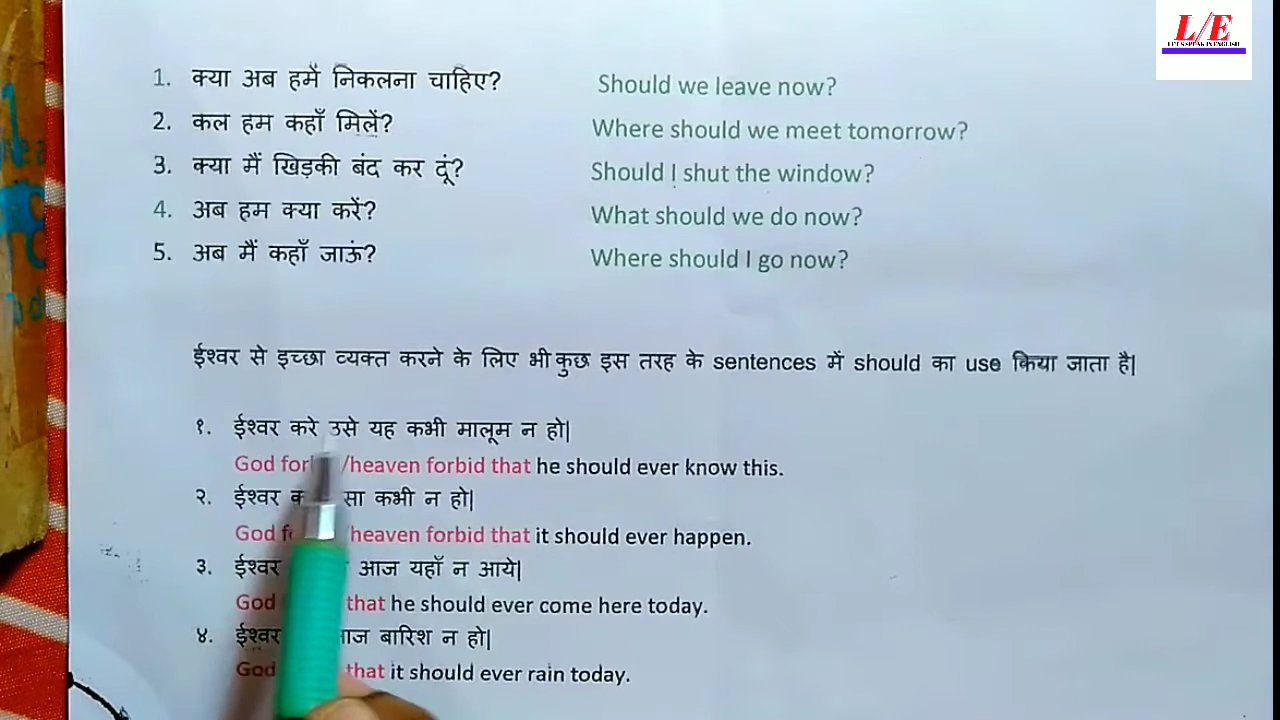 L/E
LET'S SPEAK IN ENGLISH
1. क्या अब हमें निकलना चाहिए? Should we leave now?
2. कल हम कहाँ मिलें? Where should we meet tomorrow?
3. क्या मैं खिड़की बंद कर दूं? Should I shut the window?
4. अब हम क्या करें? What should we do now?
5. अब मैं कहाँ जाऊं? Where should I go now?
ईश्वर से इच्छा व्यक्त करने के लिए भी कुछ इस तरह के sentences में should का use किया जाता है|
१. ईश्वर करे उसे यह कभी मालूम न हो|
God /heaven forbid that he should ever know this.
२. ईश्वर कभी न हो|
God /heaven forbid that it should ever happen.
३. ईश्वर आज यहाँ न आये|
God that he should ever come here today.
४. ईश्वर बारिश न हो|
God that it should ever rain today.